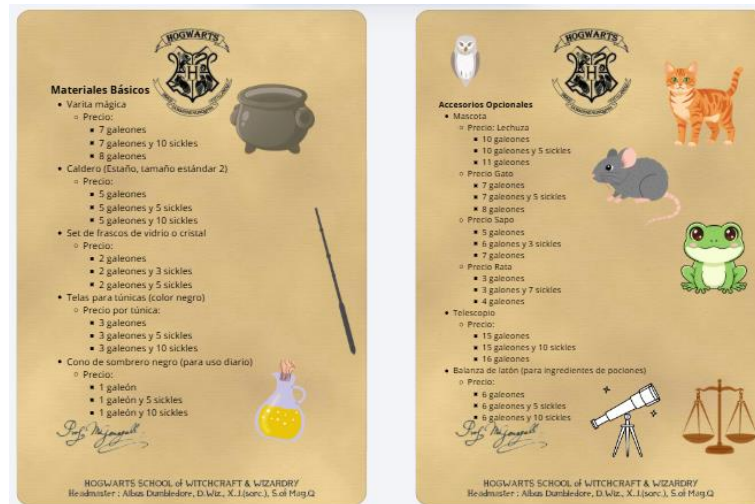 HOGWARTS
Materiales Básicos
Varita mágica
Precio:
7 galeones
7 galeones y 10 sickles
8 galeones
Caldero (Estaño, tamaño estándar 2)
Precio:
5 galeones
5 galeones y 5 sickles
5 galeones y 10 sickles
Set de frascos de vidrio o cristal
Precio:
2 galeones
2 galeones y 3 sickles
2 galeones y 5 sickles
Telas para túnicas (color negro)
Precio por túnica:
3 galeones
3 galeones y 5 sickles
3 galeones y 10 sickles
Cono de sombrero negro (para uso diario)
Precio:
1 galeón
1 galeón y 5 sickles
1 galeón y 10 sickles
HOGWARTS SCHOOL of WITCHCRAFT & WIZARDRY
Headmaster : Albus Dumbledore, D.Wiz., X.J.(sorc.), S.of Mag.Q
HOGWARTS
Accesorios Opcionales
Mascota
Precio: Lechuza
10 galeones
10 galeones y 5 sickles
11 galeones
Precio Gato
7 galeones
7 galeones y 5 sickles
8 galeones
Precio Sapo
5 galeones
6 galeones y 3 sickles
7 galeones
Precio Rata
3 galeones
3 galeones y 7 sickles
4 galeones
Telescopio
Precio:
15 galeones
15 galeones y 10 sickles
16 galeones
Balanza de latón (para ingredientes de pociones)
Precio:
6 galeones
6 galeones y 5 sickles
6 galeones y 10 sickles
HOGWARTS SCHOOL of WITCHCRAFT & WIZARDRY
Headmaster : Albus Dumbledore, D.Wiz., X.J.(sorc.), S.of Mag.Q